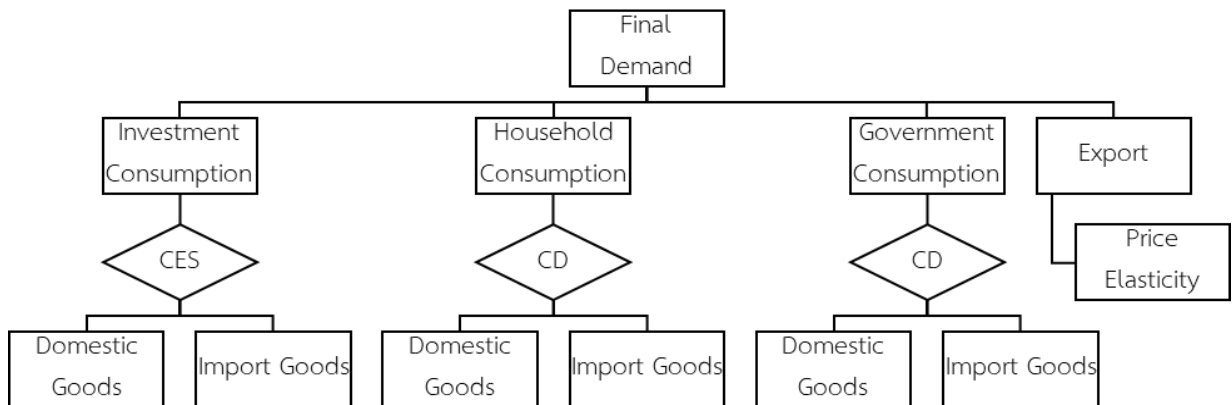 Final
Demand
Investment
Consumption
Household
Consumption
Government
Consumption
Export
CES
CD
CD
Price
Elasticity
Domestic
Goods
Import Goods
Domestic
Goods
Import Goods
Domestic
Goods
Import Goods